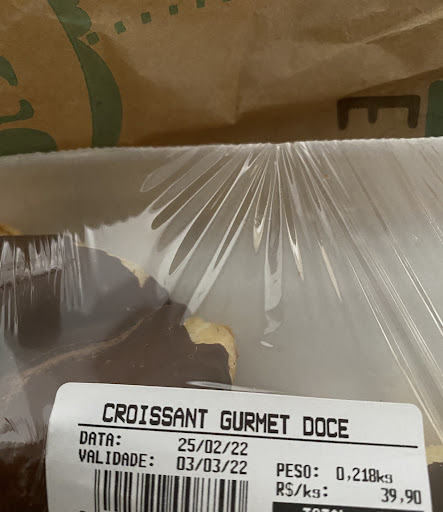 E
CROISSANT GURMET DOCE
DATA: 25/02/22
VALIDADE: 03/03/22
PESO: 0,218kg
R$/kg: 39,90